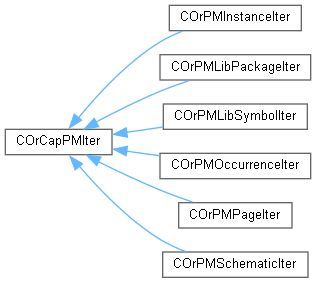 COrPMInstanceIter
COrPMLibPackageIter
COrPMLibSymbolIter
COrCapPMIter
COrPMOccurrenceIter
COrPMPageIter
COrPMSchematicIter